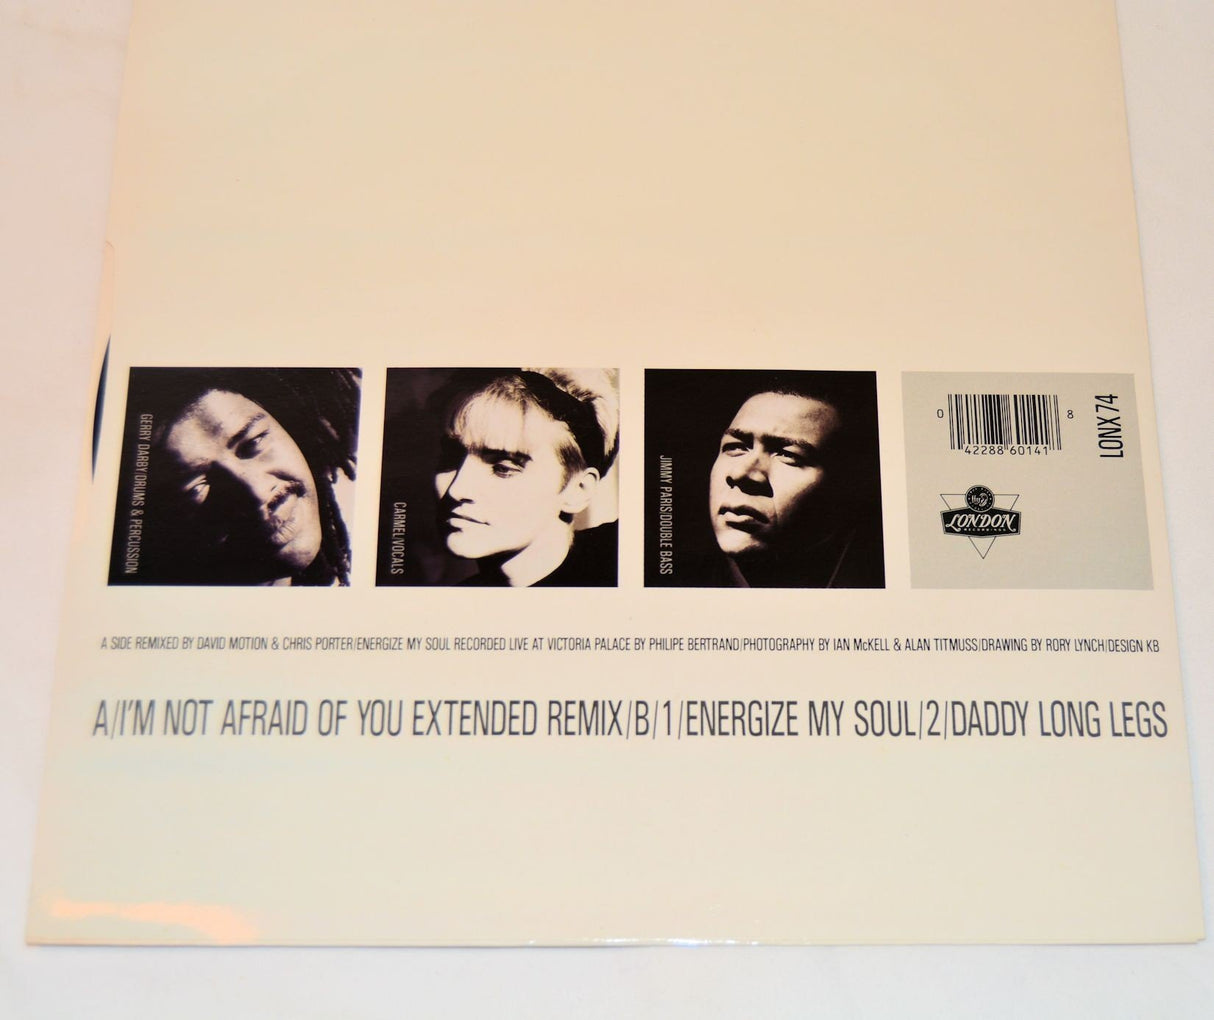 GERRY DARBY/DRUMS & PERCUSSION
CARMEL/VOCALS
JIMMY PARIS/DOUBLE BASS
0 42288 60141 8
LONX 74
LONDON
RECORDINGS
A SIDE REMIXED BY DAVID MOTION & CHRIS PORTER/ENERGIZE MY SOUL RECORDED LIVE AT VICTORIA PALACE BY PHILIPE BERTRAND/PHOTOGRAPHY BY IAN McKELL & ALAN TITMUSS/DRAWING BY RORY LYNCH/DESIGN KB
A/I'M NOT AFRAID OF YOU EXTENDED REMIX/B/1/ENERGIZE MY SOUL/2/DADDY LONG LEGS